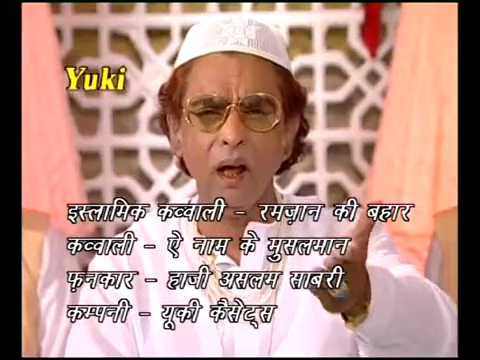 Yuki
इस्लामिक कव्वाली - रमज़ान की बहार
कव्वाली - ऐ नाम के मुसलमान
फ़नकार - हाजी असलम साबरी
कम्पनी - यूकी कैसेट्स